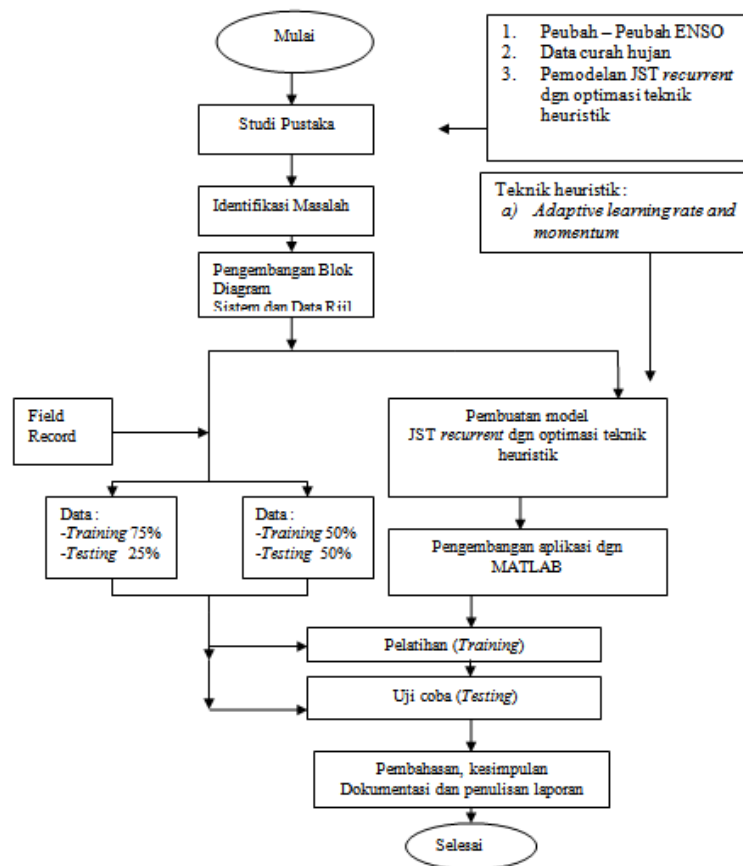 Mulai
1. Peubah – Peubah ENSO
2. Data curah hujan
3. Pemodelan JST recurrent
dgn optimasi teknik
heuristik
Studi Pustaka
Teknik heuristik :
a) Adaptive learning rate and
momentum
Identifikasi Masalah
Pengembangan Blok
Diagram
Sistem dan Data Riil
Field
Record
Pembuatan model
JST recurrent dgn optimasi teknik
heuristik
Data :
-Training 75%
-Testing 25%
Data :
-Training 50%
-Testing 50%
Pengembangan aplikasi dgn
MATLAB
Pelatihan (Training)
Uji coba (Testing)
Pembahasan, kesimpulan
Dokumentasi dan penulisan laporan
Selesai